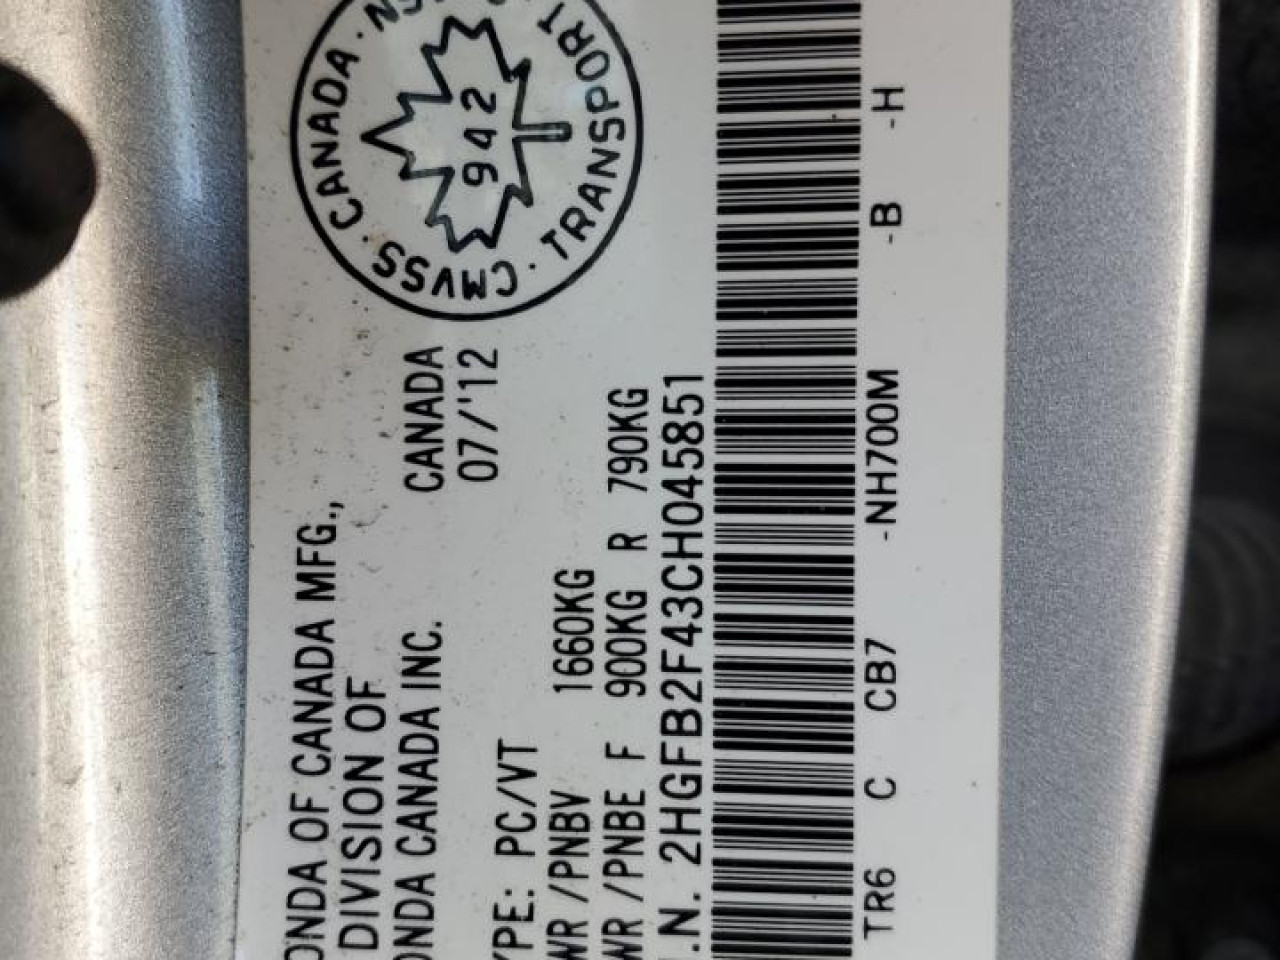 ONDA OF CANADA MFG.,
DIVISION OF
ONDA CANADA INC.
CANADA
07/'12
YPE: PC/VT
WR/PNBV 1660KG
WR/PNBE F 900KG R 790KG
.N. 2HGFB2F43CH045851
TR6 C CB7 -NH700M -B -H
CMVSS · CANADA ·
TRANSPORT
942